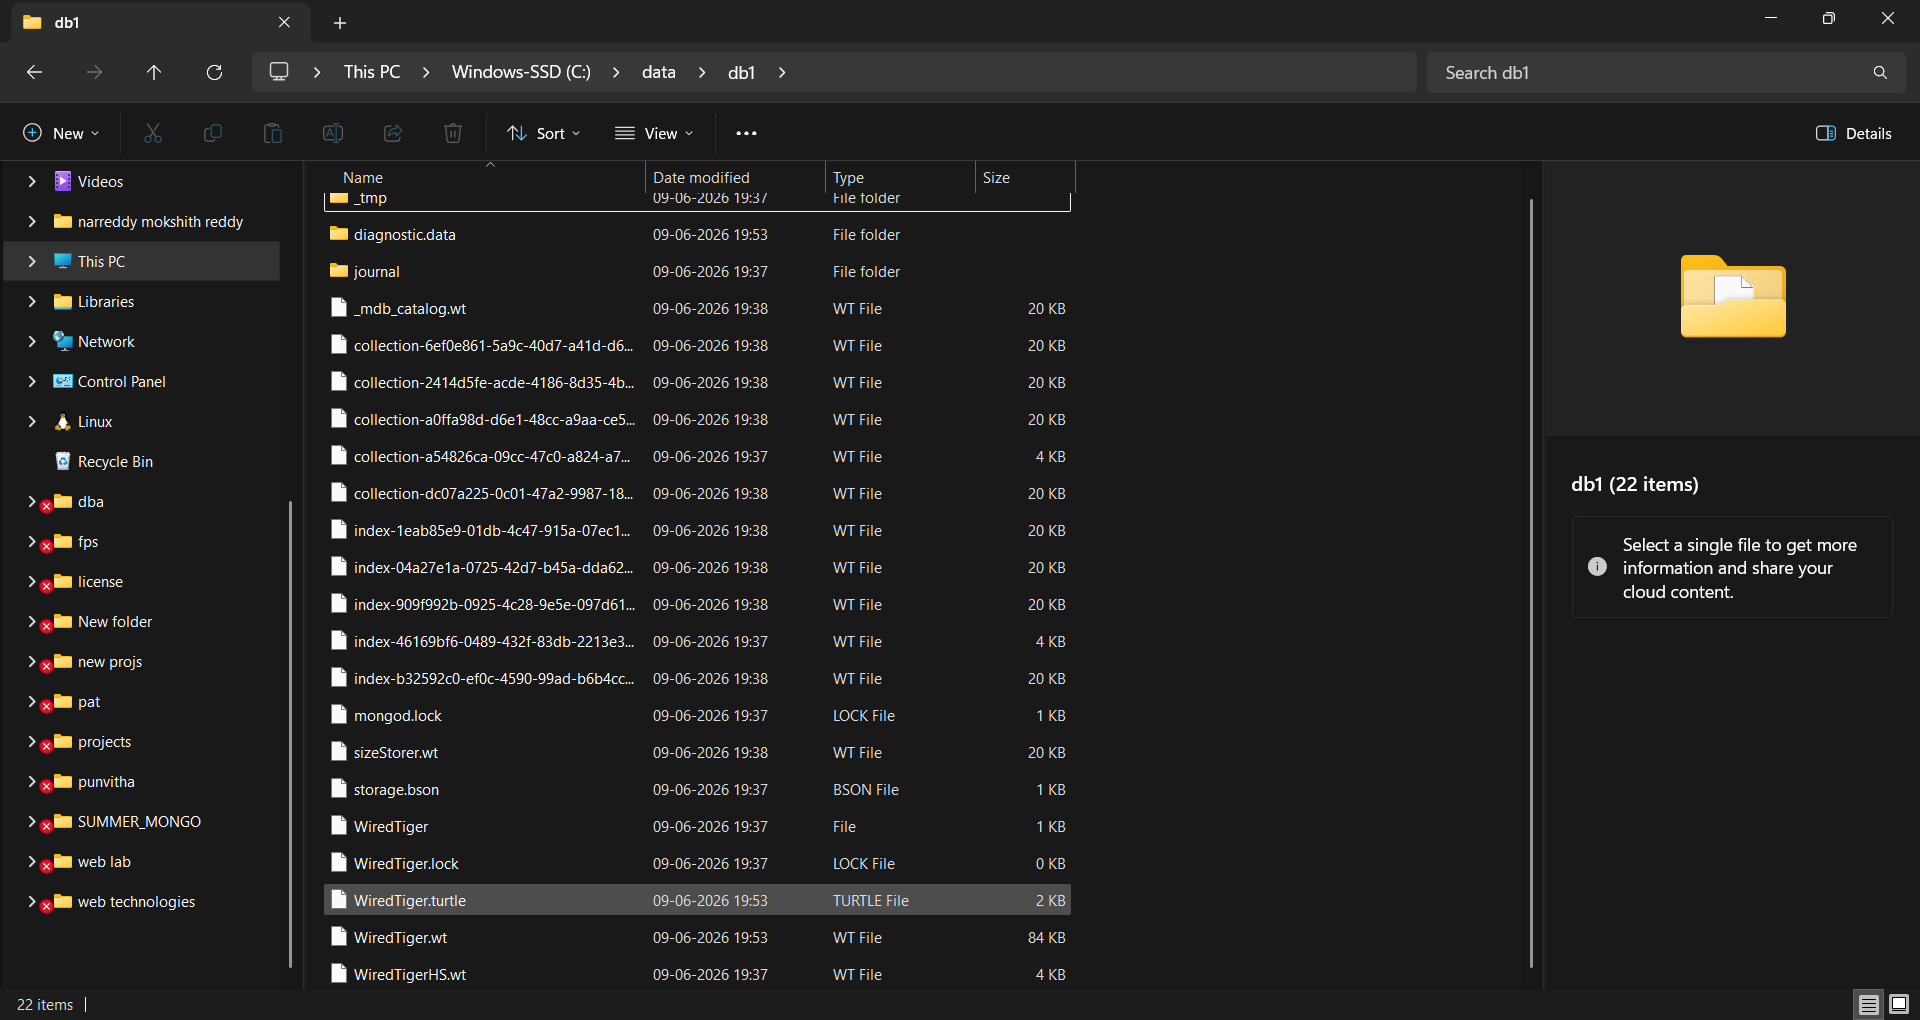 db1
This PC
Windows-SSD (C:)
data
db1
Search db1
New
Sort
View
Details
Videos
narreddy mokshith reddy
This PC
Libraries
Network
Control Panel
Linux
Recycle Bin
dba
fps
license
New folder
new projs
pat
projects
punvitha
SUMMER_MONGO
web lab
web technologies
Name Date modified Type Size
_tmp 09-06-2026 19:37 File folder
diagnostic.data 09-06-2026 19:53 File folder
journal 09-06-2026 19:37 File folder
_mdb_catalog.wt 09-06-2026 19:38 WT File 20 KB
collection-6ef0e861-5a9c-40d7-a41d-d6... 09-06-2026 19:38 WT File 20 KB
collection-2414d5fe-acde-4186-8d35-4b... 09-06-2026 19:38 WT File 20 KB
collection-a0ffa98d-d6e1-48cc-a9aa-ce5... 09-06-2026 19:38 WT File 20 KB
collection-a54826ca-09cc-47c0-a824-a7... 09-06-2026 19:37 WT File 4 KB
collection-dc07a225-0c01-47a2-9987-18... 09-06-2026 19:38 WT File 20 KB
index-1eab85e9-01db-4c47-915a-07ec1... 09-06-2026 19:38 WT File 20 KB
index-04a27e1a-0725-42d7-b45a-dda62... 09-06-2026 19:38 WT File 20 KB
index-909f992b-0925-4c28-9e5e-097d61... 09-06-2026 19:38 WT File 20 KB
index-46169bf6-0489-432f-83db-2213e3... 09-06-2026 19:37 WT File 4 KB
index-b32592c0-ef0c-4590-99ad-b6b4cc... 09-06-2026 19:38 WT File 20 KB
mongod.lock 09-06-2026 19:37 LOCK File 1 KB
sizeStorer.wt 09-06-2026 19:38 WT File 20 KB
storage.bson 09-06-2026 19:37 BSON File 1 KB
WiredTiger 09-06-2026 19:37 File 1 KB
WiredTiger.lock 09-06-2026 19:37 LOCK File 0 KB
WiredTiger.turtle 09-06-2026 19:53 TURTLE File 2 KB
WiredTiger.wt 09-06-2026 19:53 WT File 84 KB
WiredTigerHS.wt 09-06-2026 19:37 WT File 4 KB
db1 (22 items)
Select a single file to get more
information and share your
cloud content.
22 items